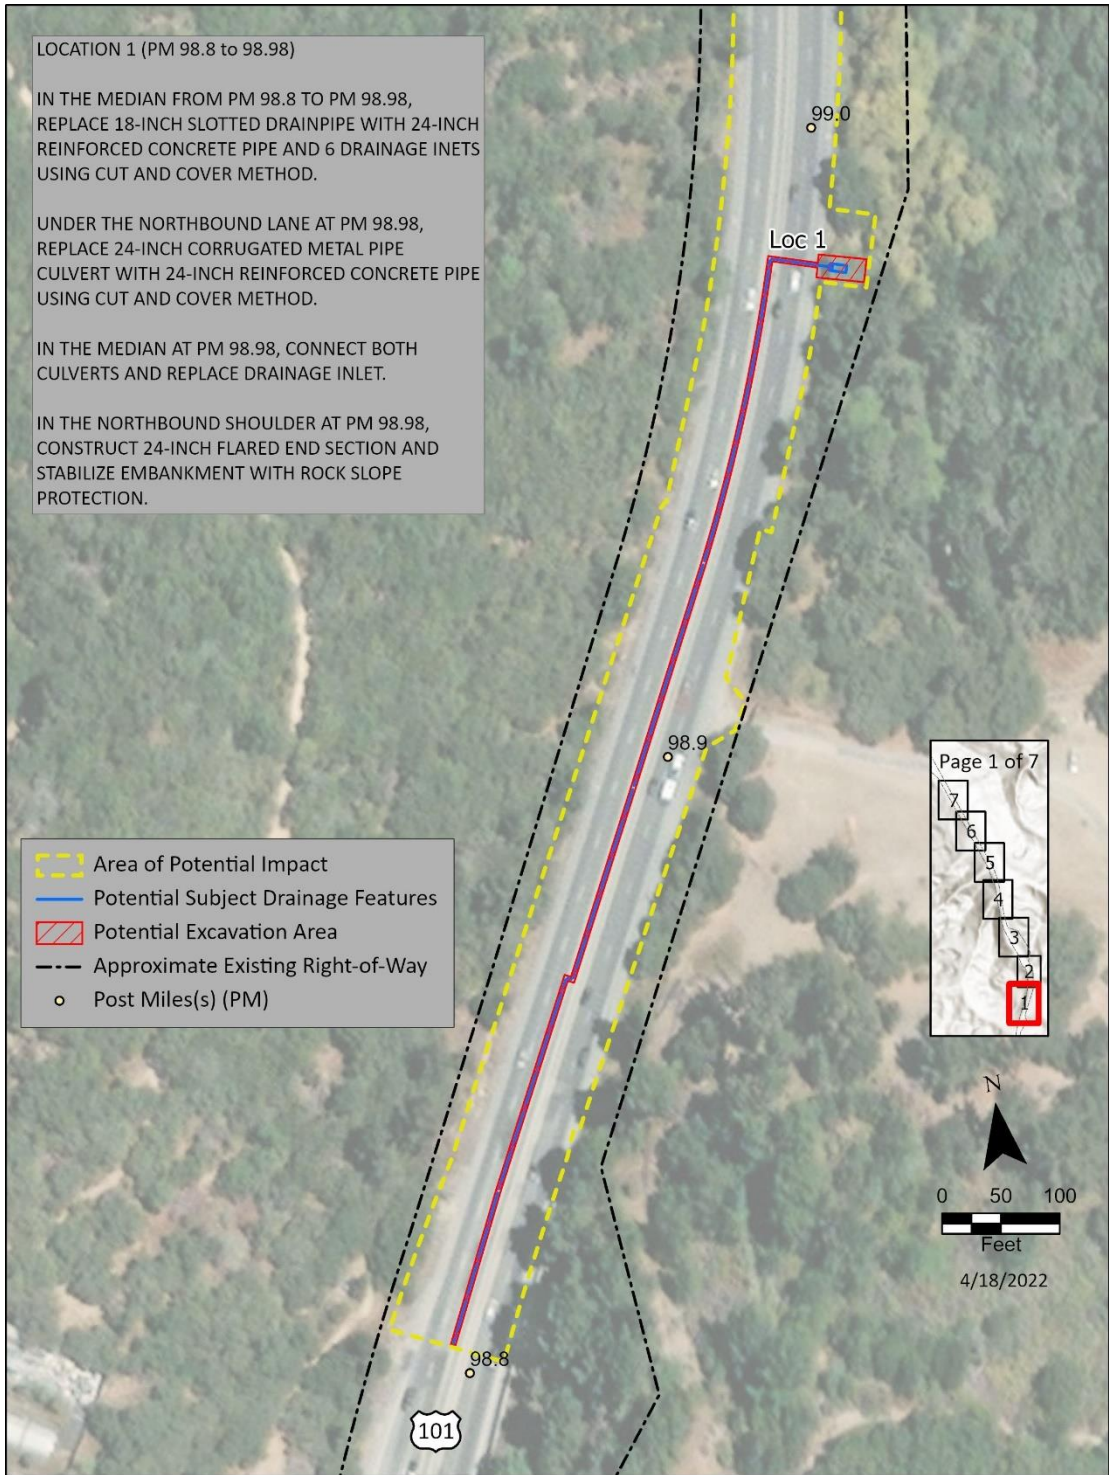 LOCATION 1 (PM 98.8 to 98.98)
IN THE MEDIAN FROM PM 98.8 TO PM 98.98,
REPLACE 18-INCH SLOTTED DRAINPIPE WITH 24-INCH
REINFORCED CONCRETE PIPE AND 6 DRAINAGE INETS
USING CUT AND COVER METHOD.
UNDER THE NORTHBOUND LANE AT PM 98.98,
REPLACE 24-INCH CORRUGATED METAL PIPE
CULVERT WITH 24-INCH REINFORCED CONCRETE PIPE
USING CUT AND COVER METHOD.
IN THE MEDIAN AT PM 98.98, CONNECT BOTH
CULVERTS AND REPLACE DRAINAGE INLET.
IN THE NORTHBOUND SHOULDER AT PM 98.98,
CONSTRUCT 24-INCH FLARED END SECTION AND
STABILIZE EMBANKMENT WITH ROCK SLOPE
PROTECTION.
99.0
Loc 1
98.9
98.8
101
Area of Potential Impact
Potential Subject Drainage Features
Potential Excavation Area
Approximate Existing Right-of-Way
Post Miles(s) (PM)
Page 1 of 7
7
6
5
4
3
2
1
N
0 50 100
Feet
4/18/2022